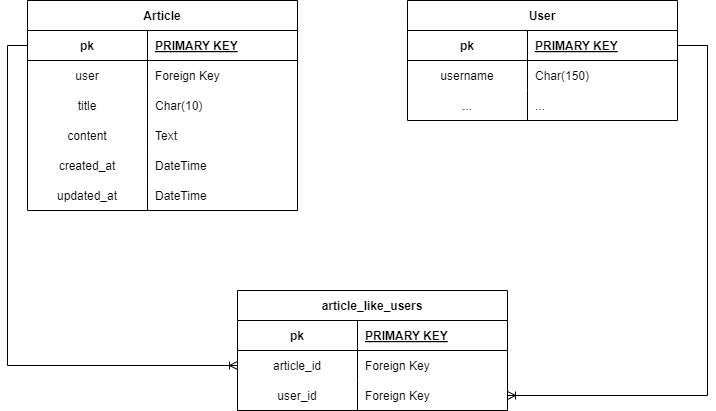 Article
pk PRIMARY KEY
user Foreign Key
title Char(10)
content Text
created_at DateTime
updated_at DateTime
User
pk PRIMARY KEY
username Char(150)
... ...
article_like_users
pk PRIMARY KEY
article_id Foreign Key
user_id Foreign Key